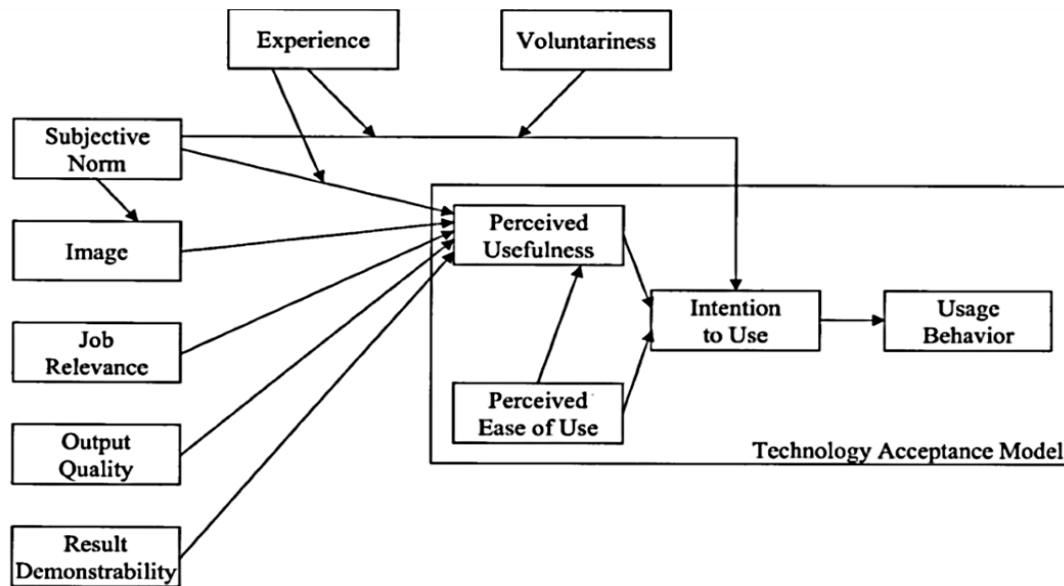 Experience
Voluntariness
Subjective
Norm
Image
Perceived
Usefulness
Job
Relevance
Intention
to Use
Usage
Behavior
Perceived
Ease of Use
Output
Quality
Technology Acceptance Model
Result
Demonstrability